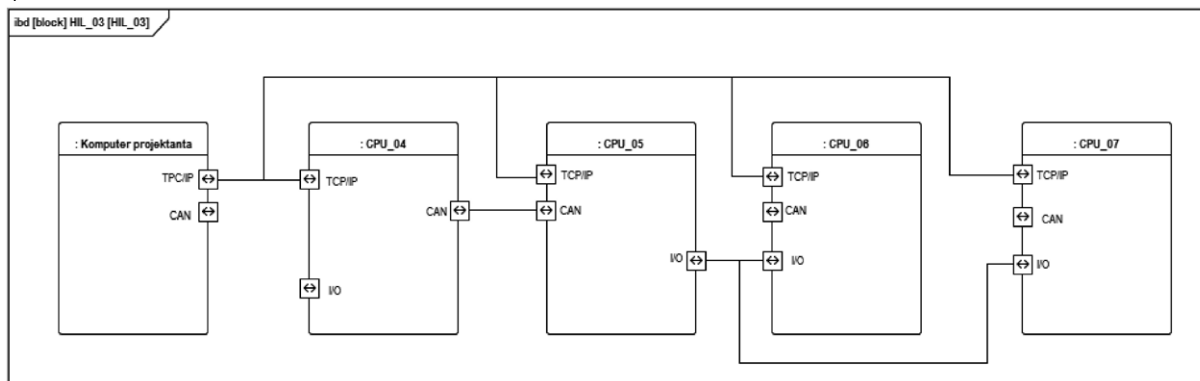 ibd [block] HIL_03 [HIL_03]
: Komputer projektanta
TPC/IP
CAN
: CPU_04
TCP/IP
CAN
I/O
: CPU_05
TCP/IP
CAN
I/O
: CPU_06
TCP/IP
CAN
I/O
: CPU_07
TCP/IP
CAN
I/O